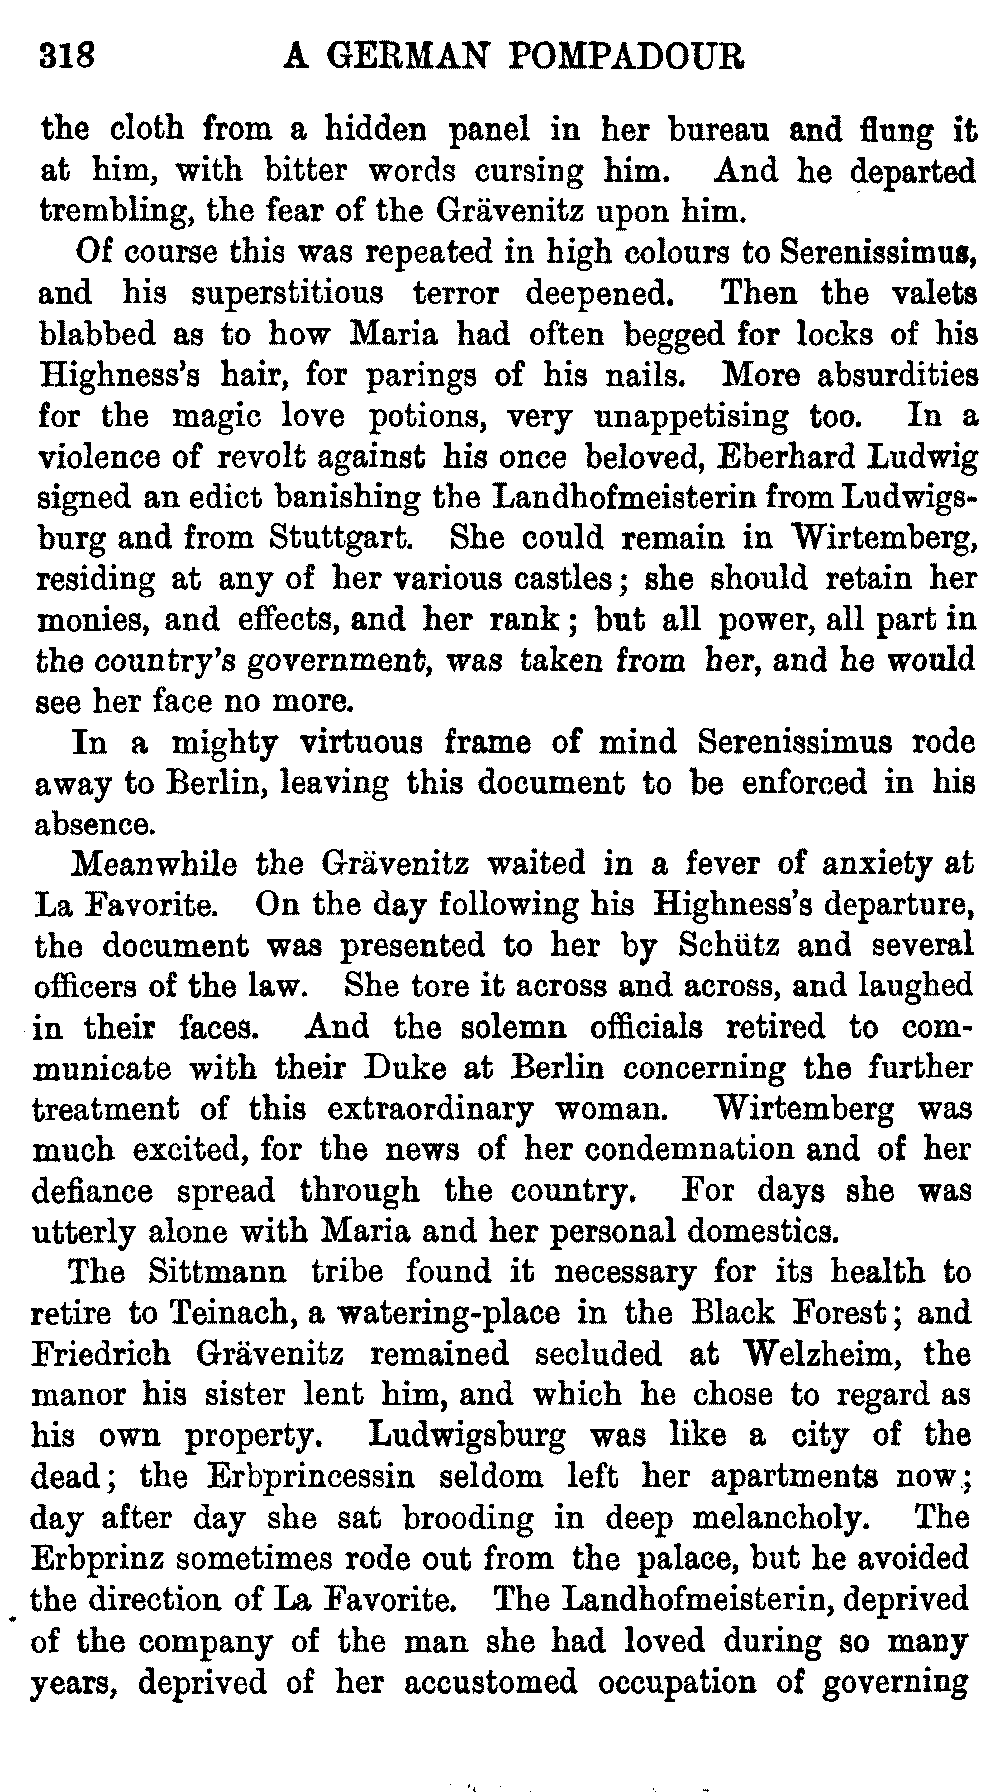 318 A GERMAN POMPADOUR
the cloth from a hidden panel in her bureau and flung it
at him, with bitter words cursing him. And he departed
trembling, the fear of the Grävenitz upon him.
Of course this was repeated in high colours to Serenissimus,
and his superstitious terror deepened. Then the valets
blabbed as to how Maria had often begged for locks of his
Highness's hair, for parings of his nails. More absurdities
for the magic love potions, very unappetising too. In a
violence of revolt against his once beloved, Eberhard Ludwig
signed an edict banishing the Landhofmeisterin from Ludwigs-
burg and from Stuttgart. She could remain in Wirtemberg,
residing at any of her various castles; she should retain her
monies, and effects, and her rank; but all power, all part in
the country's government, was taken from her, and he would
see her face no more.
In a mighty virtuous frame of mind Serenissimus rode
away to Berlin, leaving this document to be enforced in his
absence.
Meanwhile the Grävenitz waited in a fever of anxiety at
La Favorite. On the day following his Highness's departure,
the document was presented to her by Schütz and several
officers of the law. She tore it across and across, and laughed
in their faces. And the solemn officials retired to com-
municate with their Duke at Berlin concerning the further
treatment of this extraordinary woman. Wirtemberg was
much excited, for the news of her condemnation and of her
defiance spread through the country. For days she was
utterly alone with Maria and her personal domestics.
The Sittmann tribe found it necessary for its health to
retire to Teinach, a watering-place in the Black Forest; and
Friedrich Grävenitz remained secluded at Welzheim, the
manor his sister lent him, and which he chose to regard as
his own property. Ludwigsburg was like a city of the
dead; the Erbprincessin seldom left her apartments now;
day after day she sat brooding in deep melancholy. The
Erbprinz sometimes rode out from the palace, but he avoided
the direction of La Favorite. The Landhofmeisterin, deprived
of the company of the man she had loved during so many
years, deprived of her accustomed occupation of governing